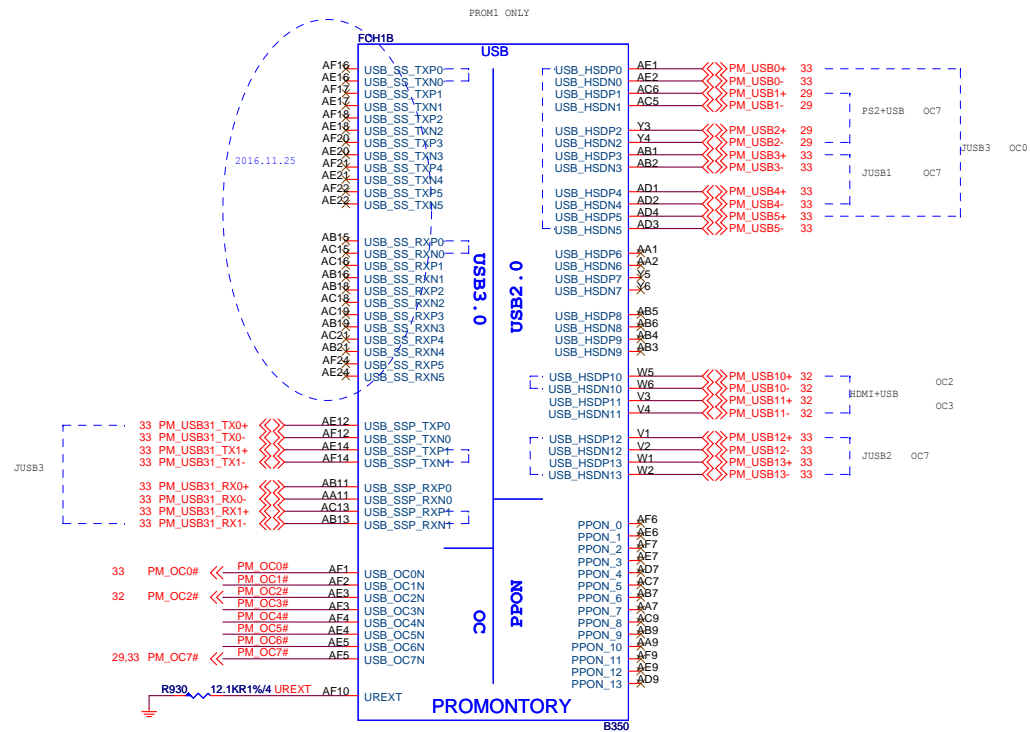 PROM1 ONLY
FCH1B
USB
AF16 USB_SS_TXP0
AE16 USB_SS_TXN0
AF17 USB_SS_TXP1
AE17 USB_SS_TXN1
AF18 USB_SS_TXP2
AE18 USB_SS_TXN2
AF20 USB_SS_TXP3
AE20 USB_SS_TXN3
AF21 USB_SS_TXP4
AE21 USB_SS_TXN4
AF22 USB_SS_TXP5
AE22 USB_SS_TXN5
2016.11.25
AB15 USB_SS_RXP0
AC15 USB_SS_RXN0
AC16 USB_SS_RXP1
AB16 USB_SS_RXN1
AB18 USB_SS_RXP2
AC18 USB_SS_RXN2
AC19 USB_SS_RXP3
AB19 USB_SS_RXN3
AC21 USB_SS_RXP4
AB21 USB_SS_RXN4
AF24 USB_SS_RXP5
AE24 USB_SS_RXN5
JUSB3
33 PM_USB31_TX0+ AE12 USB_SSP_TXP0
33 PM_USB31_TX0- AF12 USB_SSP_TXN0
33 PM_USB31_TX1+ AE14 USB_SSP_TXP1
33 PM_USB31_TX1- AF14 USB_SSP_TXN1
33 PM_USB31_RX0+ AB11 USB_SSP_RXP0
33 PM_USB31_RX0- AA11 USB_SSP_RXN0
33 PM_USB31_RX1+ AC13 USB_SSP_RXP1
33 PM_USB31_RX1- AB13 USB_SSP_RXN1
33 PM_OC0# PM_OC0# AF1 USB_OC0N
PM_OC1# AF2 USB_OC1N
32 PM_OC2# PM_OC2# AE3 USB_OC2N
PM_OC3# AF3 USB_OC3N
PM_OC4# AF4 USB_OC4N
PM_OC5# AE4 USB_OC5N
PM_OC6# AE5 USB_OC6N
29,33 PM_OC7# PM_OC7# AF5 USB_OC7N
R930 12.1KR1%/4 UREXT AF10 UREXT
USB3.0
USB2.0
OC
PPON
USB_HSDP0 AE1 PM_USB0+ 33
USB_HSDN0 AE2 PM_USB0- 33
USB_HSDP1 AC6 PM_USB1+ 29
USB_HSDN1 AC5 PM_USB1- 29
USB_HSDP2 Y3 PM_USB2+ 29
USB_HSDN2 Y4 PM_USB2- 29
USB_HSDP3 AB1 PM_USB3+ 33
USB_HSDN3 AB2 PM_USB3- 33
USB_HSDP4 AD1 PM_USB4+ 33
USB_HSDN4 AD2 PM_USB4- 33
USB_HSDP5 AD4 PM_USB5+ 33
USB_HSDN5 AD3 PM_USB5- 33
PS2+USB OC7
JUSB3 OC0
JUSB1 OC7
USB_HSDP6 AA1
USB_HSDN6 AA2
USB_HSDP7 Y5
USB_HSDN7 Y6
USB_HSDP8 AB5
USB_HSDN8 AB6
USB_HSDP9 AB4
USB_HSDN9 AB3
USB_HSDP10 W5 PM_USB10+ 32
USB_HSDN10 W6 PM_USB10- 32
USB_HSDP11 V3 PM_USB11+ 32
USB_HSDN11 V4 PM_USB11- 32
HDMI+USB OC2
OC3
USB_HSDP12 V1 PM_USB12+ 33
USB_HSDN12 V2 PM_USB12- 33
USB_HSDP13 W1 PM_USB13+ 33
USB_HSDN13 W2 PM_USB13- 33
JUSB2 OC7
PPON_0 AF6
PPON_1 AE6
PPON_2 AF7
PPON_3 AE7
PPON_4 AD7
PPON_5 AC7
PPON_6 AB7
PPON_7 AA7
PPON_8 AC9
PPON_9 AB9
PPON_10 AA9
PPON_11 AF9
PPON_12 AE9
PPON_13 AD9
PROMONTORY
B350